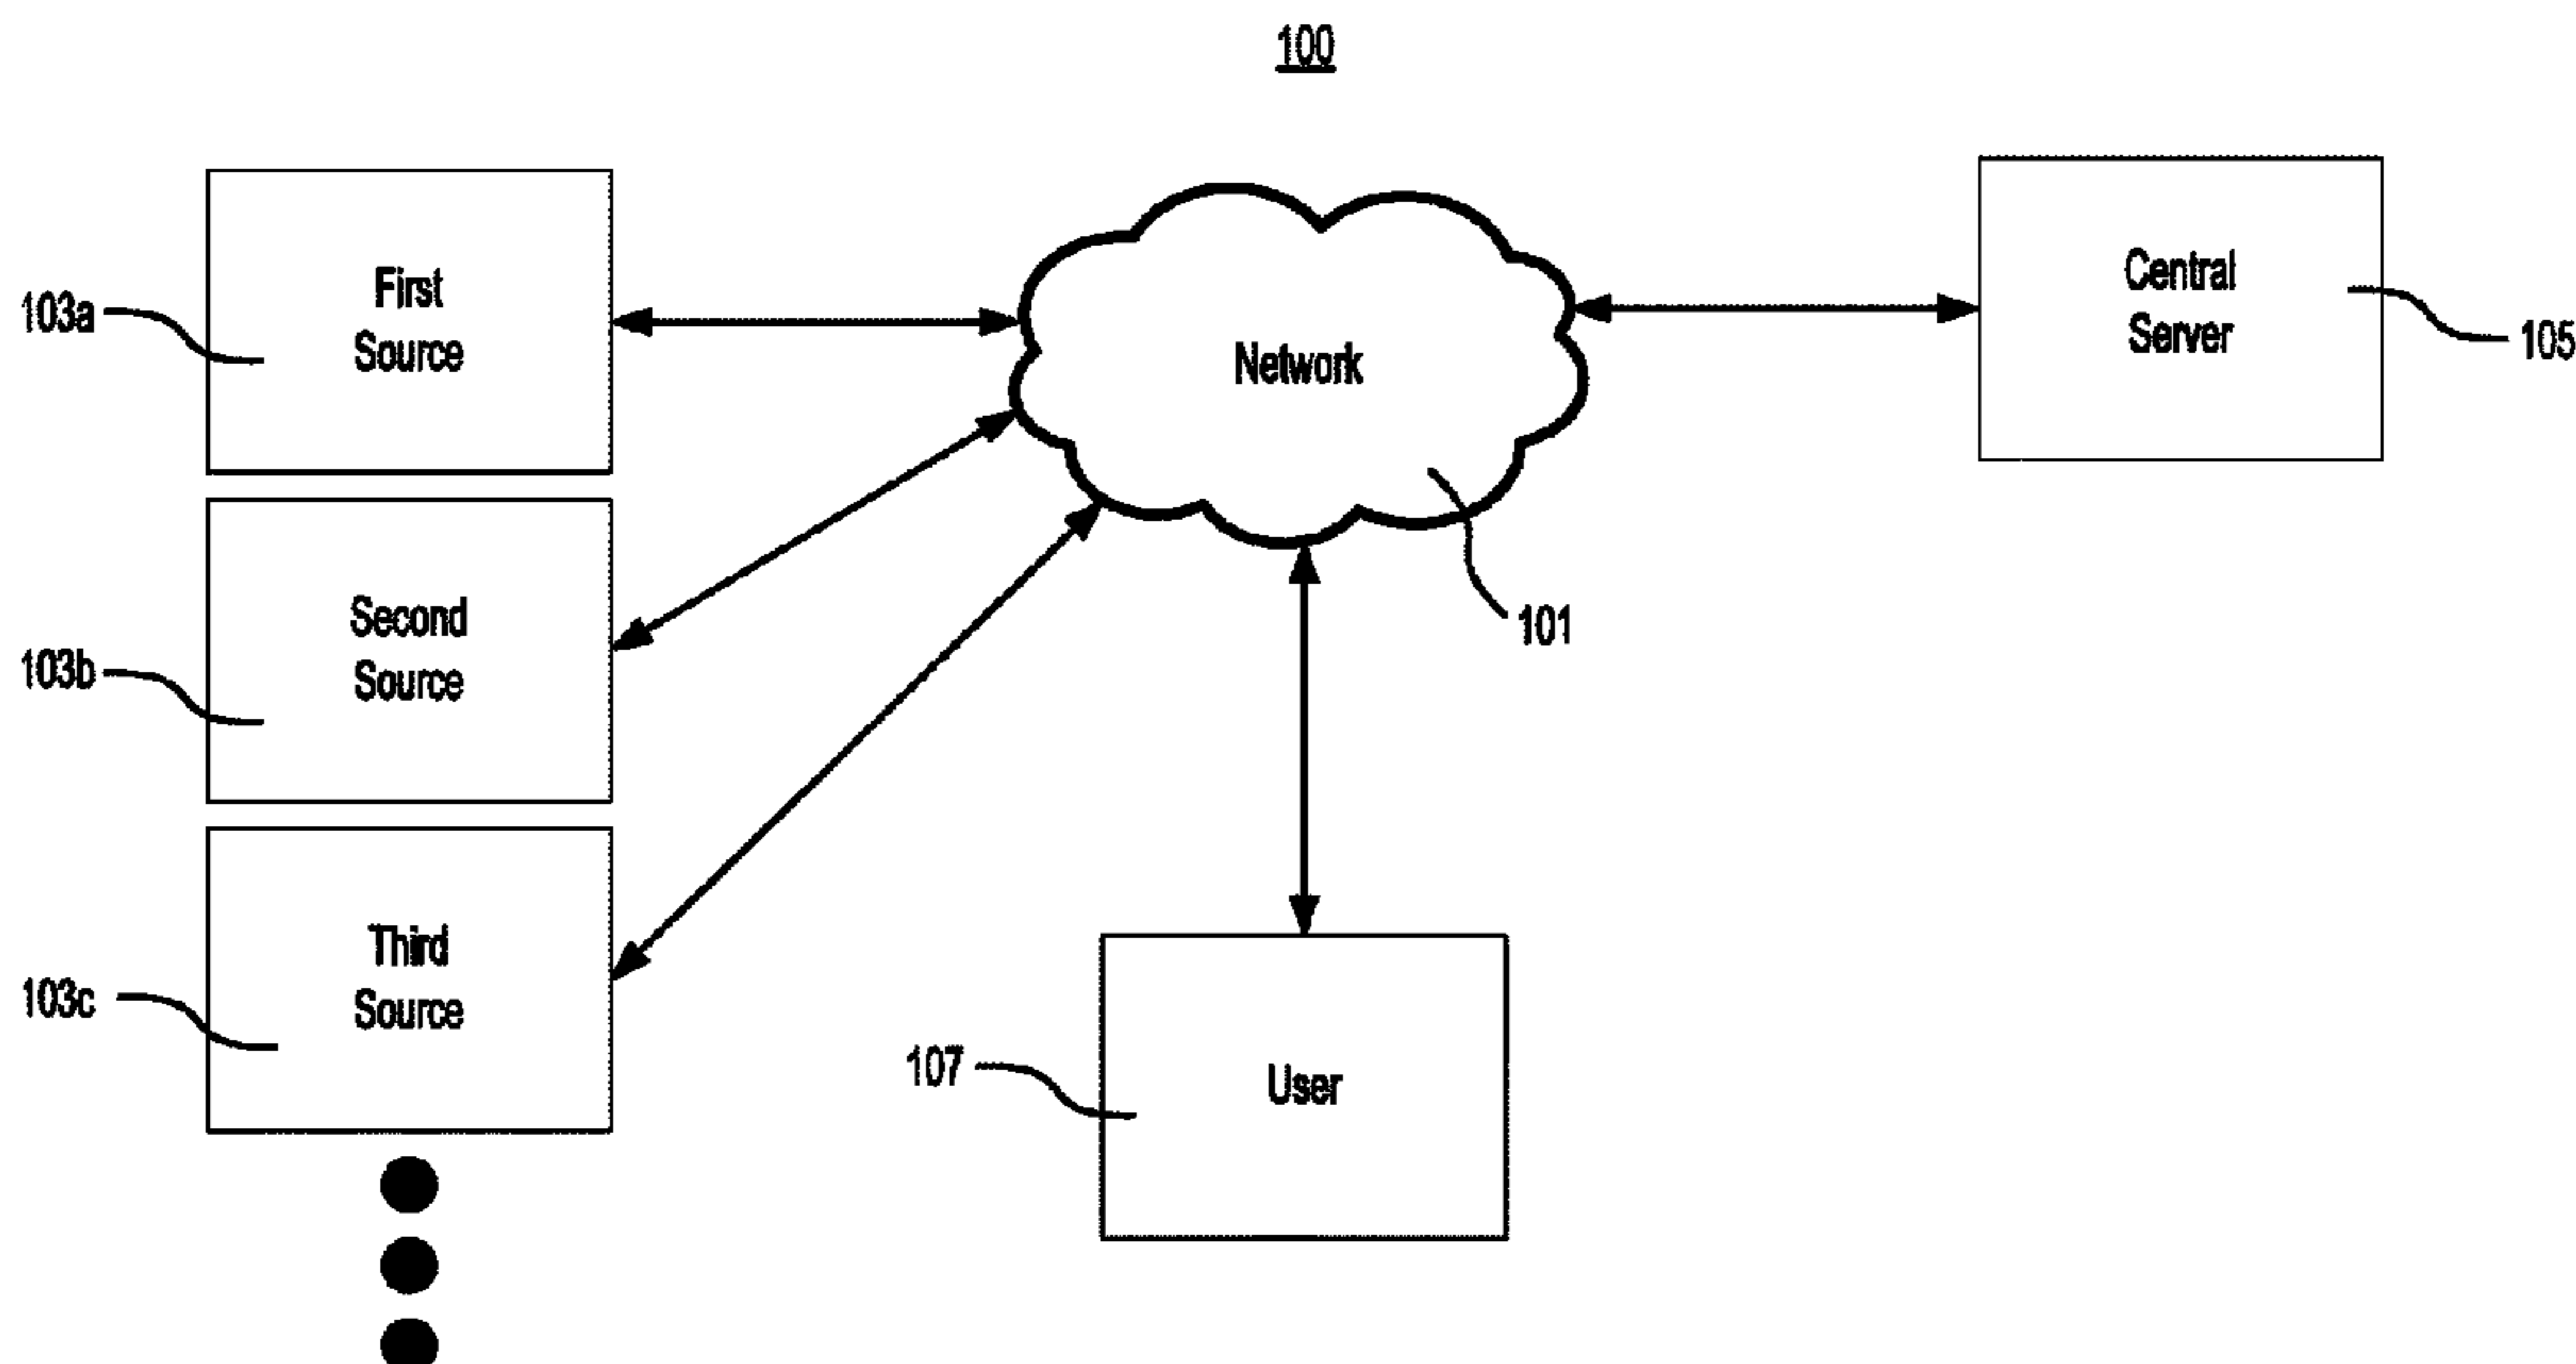 100
103a
First
Source
Network
Central
Server
105
103b
Second
Source
101
103c
Third
Source
107
User